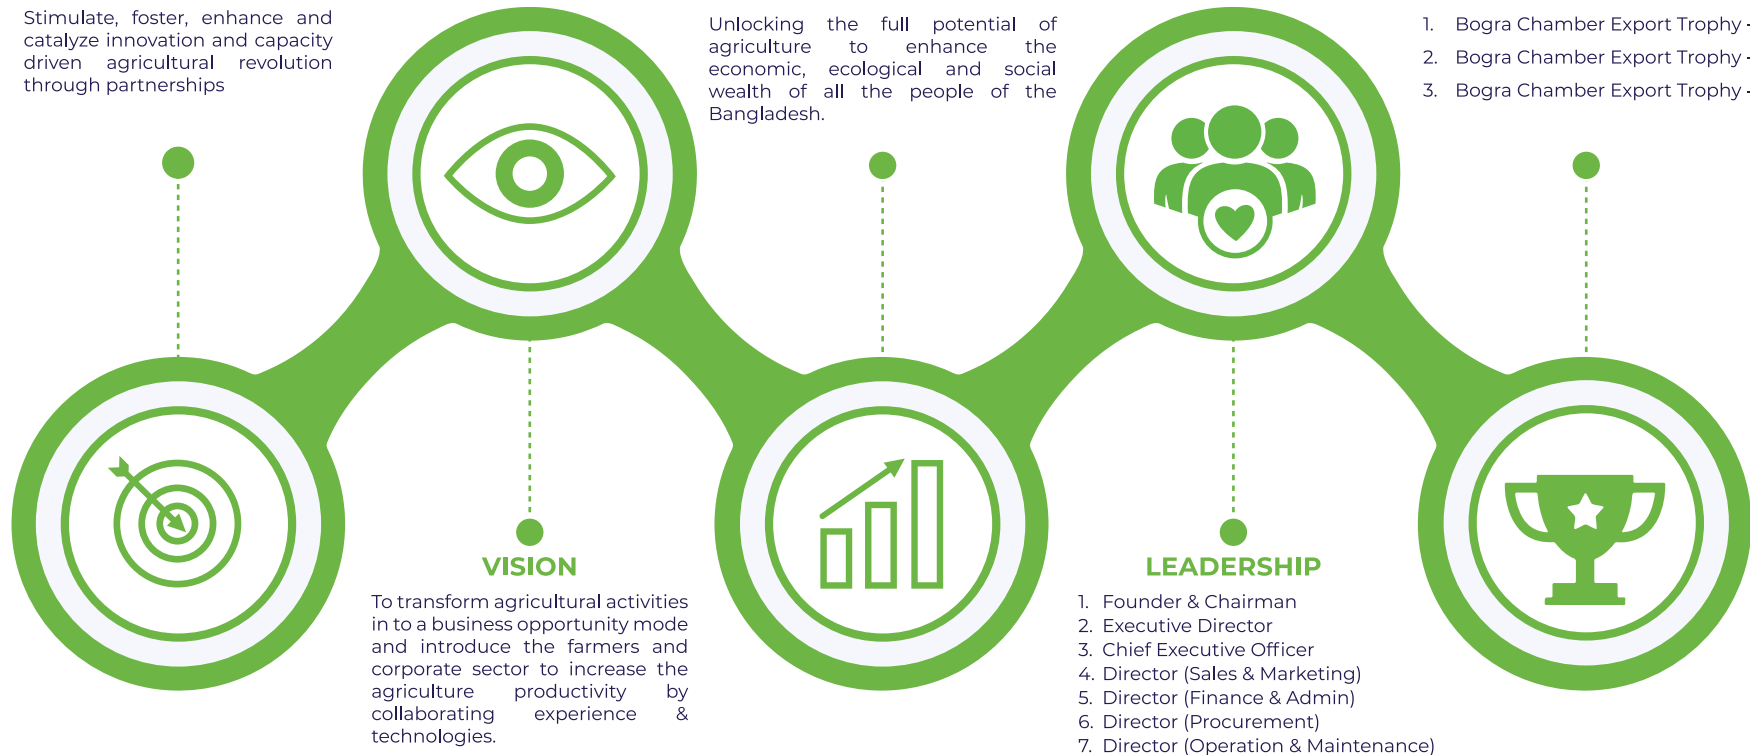 Stimulate, foster, enhance and
catalyze innovation and capacity
driven agricultural revolution
through partnerships
VISION
To transform agricultural activities
in to a business opportunity mode
and introduce the farmers and
corporate sector to increase the
agriculture productivity by
collaborating experience &
technologies.
Unlocking the full potential of
agriculture to enhance the
economic, ecological and social
wealth of all the people of the
Bangladesh.
LEADERSHIP
1. Founder & Chairman
2. Executive Director
3. Chief Executive Officer
4. Director (Sales & Marketing)
5. Director (Finance & Admin)
6. Director (Procurement)
7. Director (Operation & Maintenance)
1. Bogra Chamber Export Trophy -
2. Bogra Chamber Export Trophy -
3. Bogra Chamber Export Trophy -